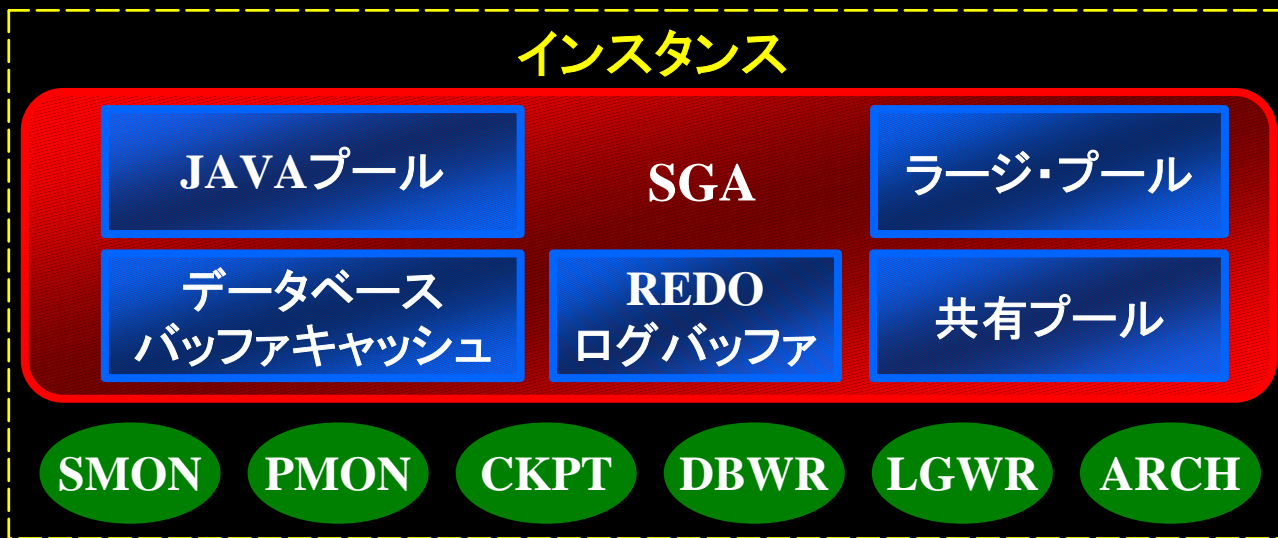 インスタンス
JAVAプール
SGA
ラージ・プール
データベース
バッファキャッシュ
REDO
ログバッファ
共有プール
SMON
PMON
CKPT
DBWR
LGWR
ARCH